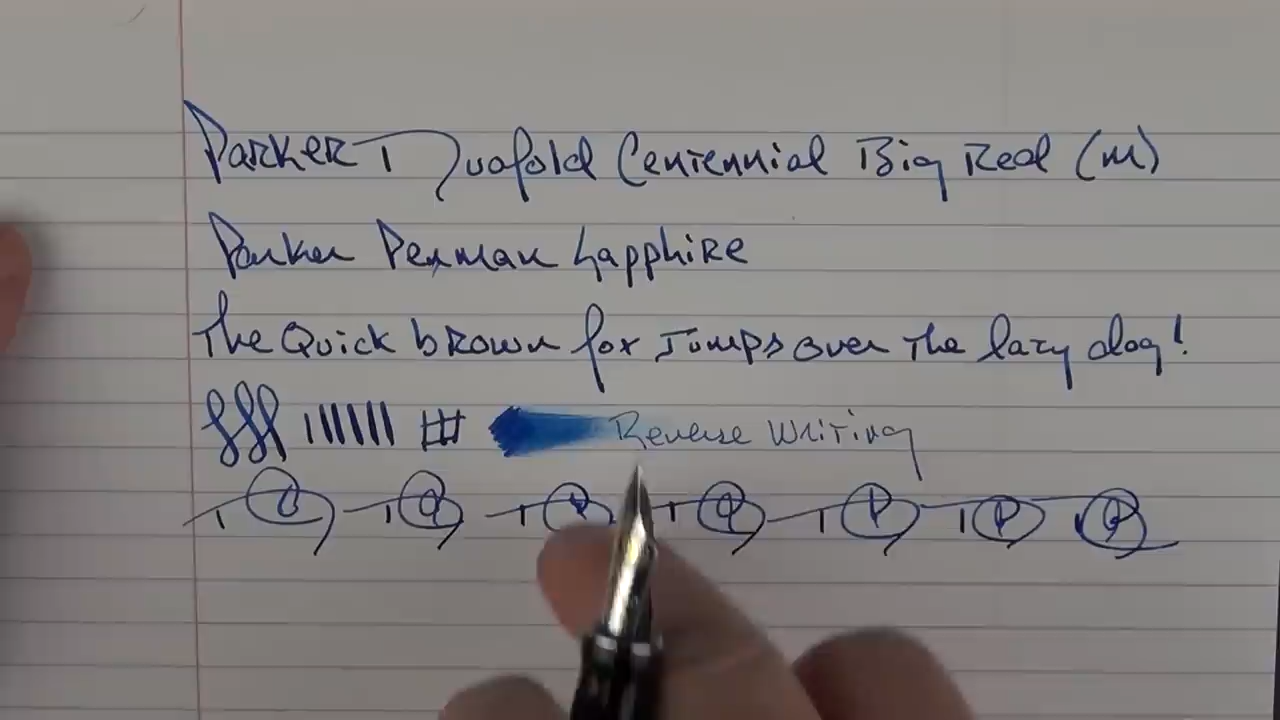 Parker Duofold Centennial Big Red (M)
Parker Penman Sapphire
The Quick brown fox Jumps over The lazy dog!
Reverse Writing